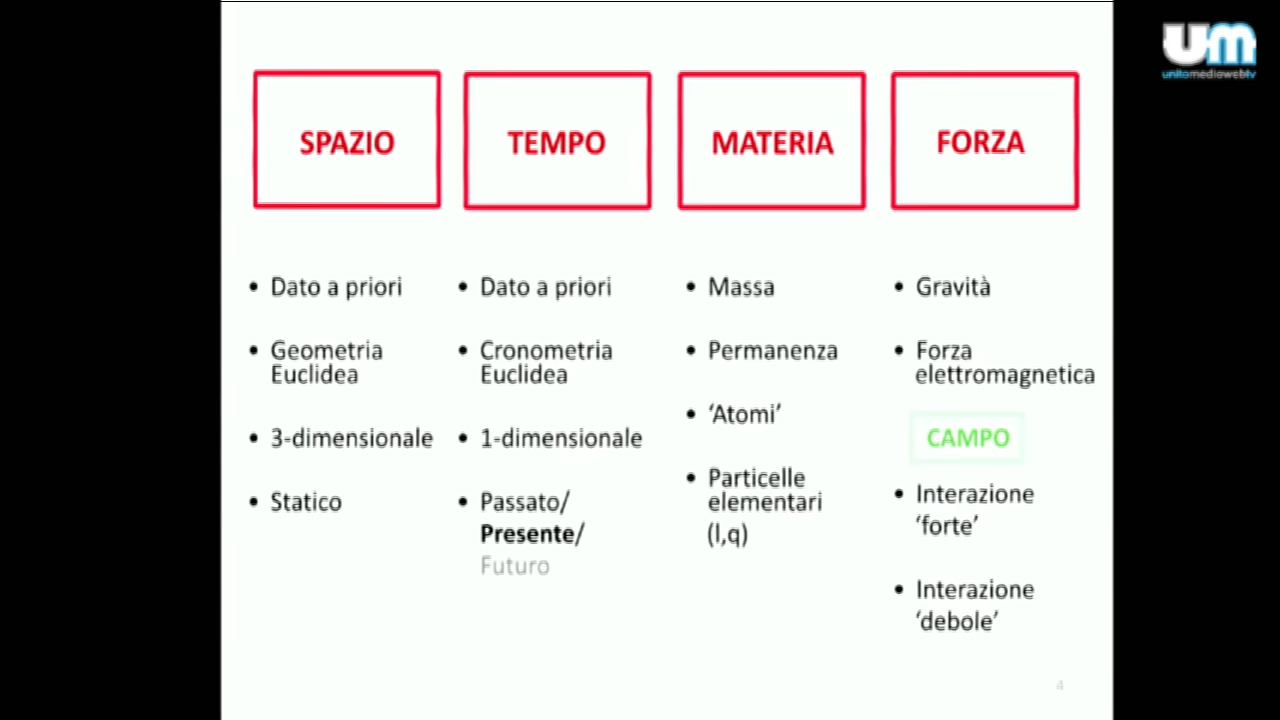 um
unitomediawebtv
SPAZIO
TEMPO
MATERIA
FORZA
• Dato a priori
• Geometria
Euclidea
• 3-dimensionale
• Statico
• Dato a priori
• Cronometria
Euclidea
• 1-dimensionale
• Passato/
Presente/
Futuro
• Massa
• Permanenza
• ‘Atomi’
• Particelle
elementari
(l,q)
• Gravità
• Forza
elettromagnetica
CAMPO
• Interazione
‘forte’
• Interazione
‘debole’
4